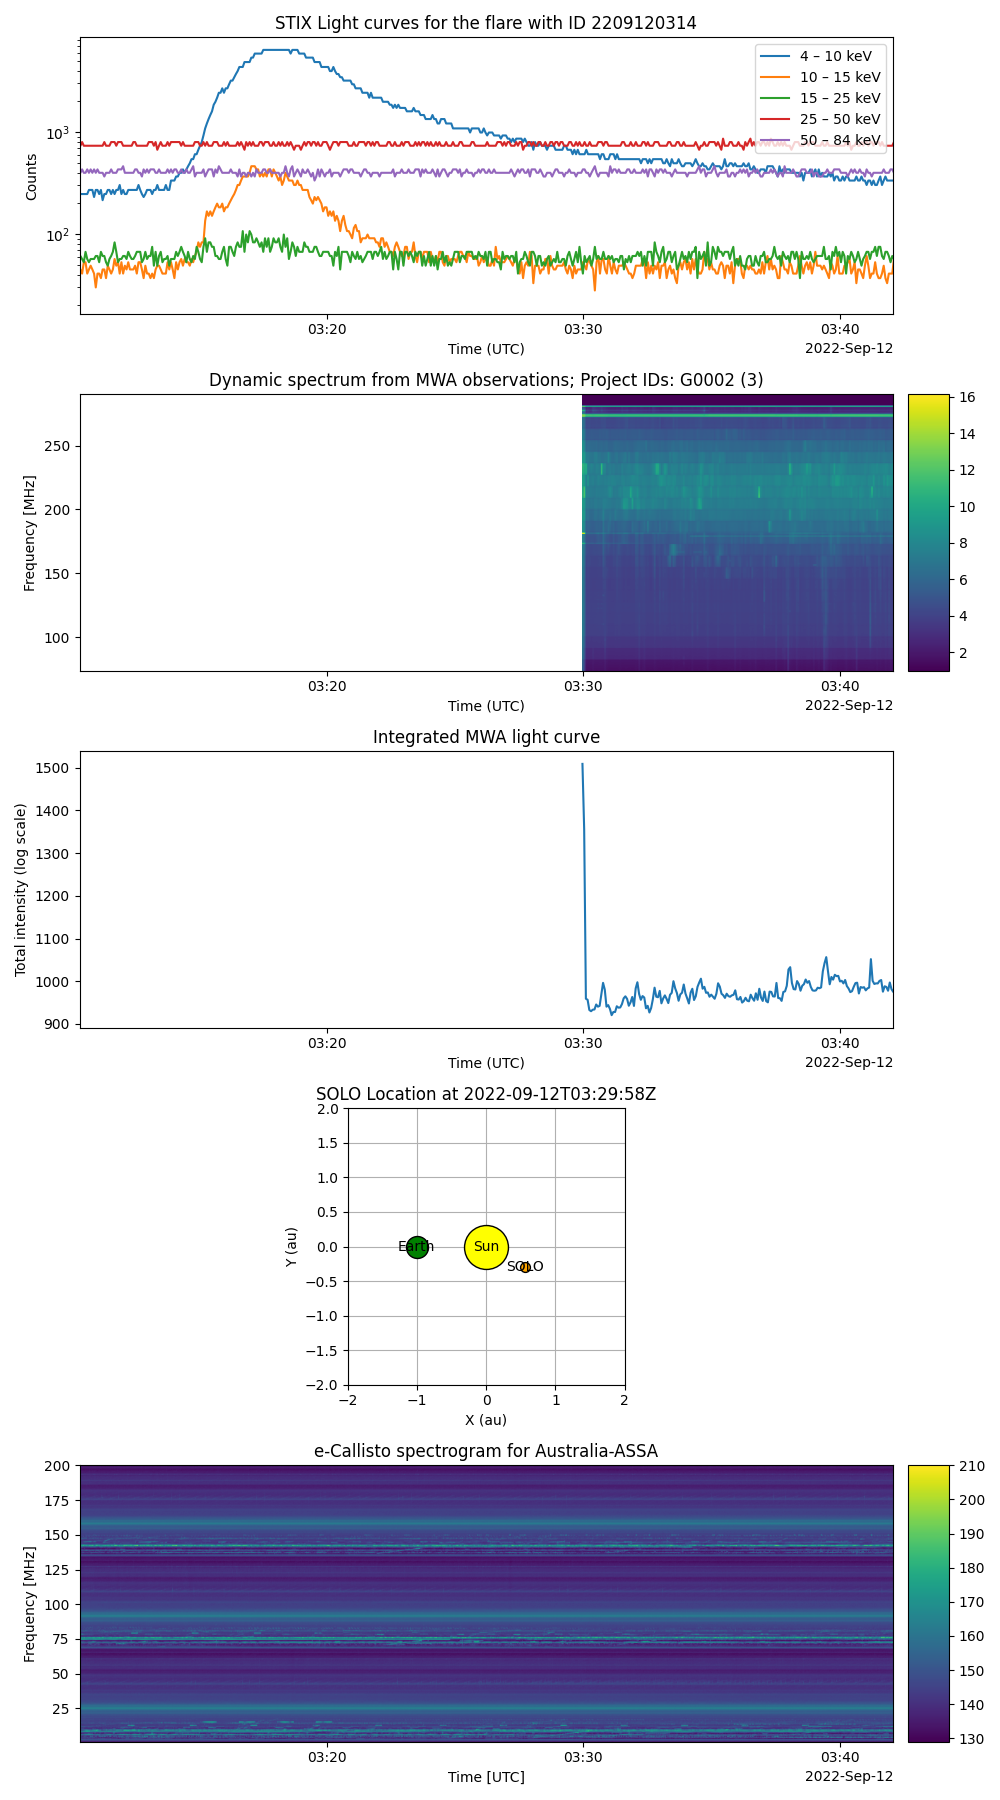 STIX Light curves for the flare with ID 2209120314
4 – 10 keV
10 – 15 keV
15 – 25 keV
25 – 50 keV
50 – 84 keV
10³
10²
Counts
03:20 03:30 03:40
Time (UTC)
2022-Sep-12
Dynamic spectrum from MWA observations; Project IDs: G0002 (3)
250
200
150
100
Frequency [MHz]
16
14
12
10
8
6
4
2
03:20 03:30 03:40
Time (UTC)
2022-Sep-12
Integrated MWA light curve
1500
1400
1300
1200
1100
1000
900
Total intensity (log scale)
03:20 03:30 03:40
Time (UTC)
2022-Sep-12
SOLO Location at 2022-09-12T03:29:58Z
2.0
1.5
1.0
0.5
0.0
−0.5
−1.0
−1.5
−2.0
Y (au)
Earth
Sun
SOLO
−2 −1 0 1 2
X (au)
e-Callisto spectrogram for Australia-ASSA
200
175
150
125
100
75
50
25
Frequency [MHz]
210
200
190
180
170
160
150
140
130
03:20 03:30 03:40
Time [UTC]
2022-Sep-12